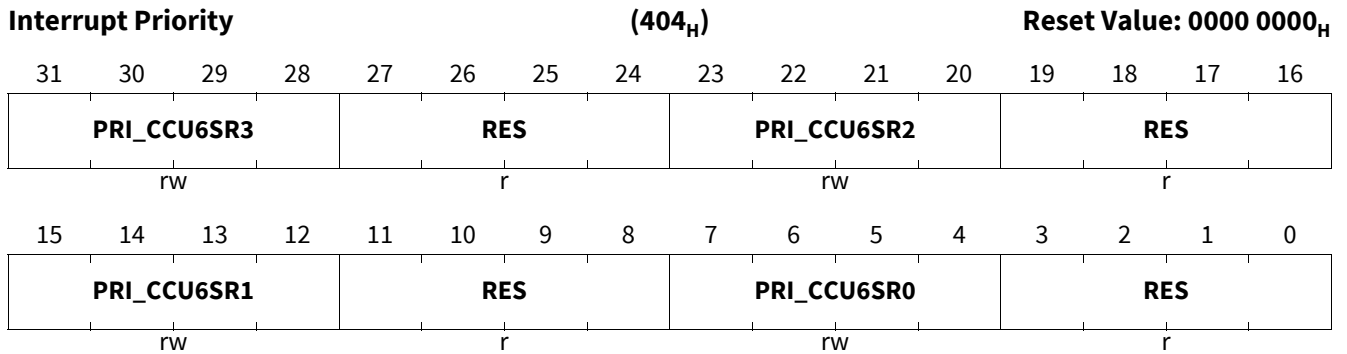 Interrupt Priority (404H) Reset Value: 0000 0000H
31 30 29 28 27 26 25 24 23 22 21 20 19 18 17 16
PRI_CCU6SR3 RES PRI_CCU6SR2 RES
rw r rw r
15 14 13 12 11 10 9 8 7 6 5 4 3 2 1 0
PRI_CCU6SR1 RES PRI_CCU6SR0 RES
rw r rw r